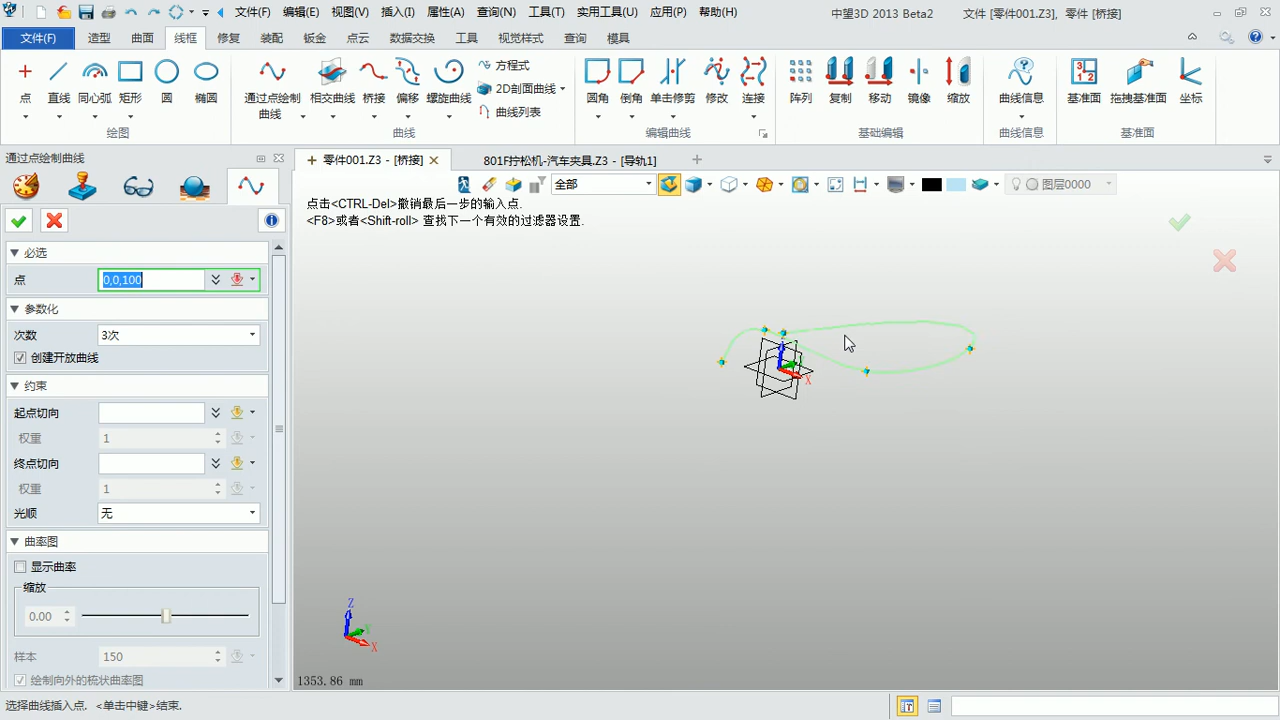 文件(F) 编辑(E) 视图(V) 插入(I) 属性(A) 查询(N) 工具(T) 实用工具(U) 应用(P) 帮助(H) 中望3D 2013 Beta2 文件 [零件001.Z3], 零件 [桥接]
文件(F) 造型 曲面 线框 修复 装配 钣金 点云 数据交换 工具 视觉样式 查询 模具
点 直线 同心弧 矩形 圆 椭圆
绘图
通过点绘制曲线 相交曲线 桥接 偏移 螺旋曲线
方程式
2D剖面曲线
曲线列表
曲线
圆角 倒角 单击修剪 修改 连接
编辑曲线
阵列 复制 移动 镜像 缩放
基础编辑
曲线信息
曲线信息
基准面 拖拽基准面 坐标
基准面
通过点绘制曲线
零件001.Z3 - [桥接] 801F拧松机-汽车夹具.Z3 - [导轨1]
全部
图层0000
点击<CTRL-Del>撤销最后一步的输入点.
<F8>或者<Shift-roll> 查找下一个有效的过滤器设置.
必选
点 0,0,100
参数化
次数 3次
创建开放曲线
约束
起点切向
权重 1
终点切向
权重 1
光顺 无
曲率图
显示曲率
缩放
0.00
样本 150
绘制向外的梳状曲率图
X
Z
Y
X
1353.86 mm
选择曲线插入点. <单击中键>结束.